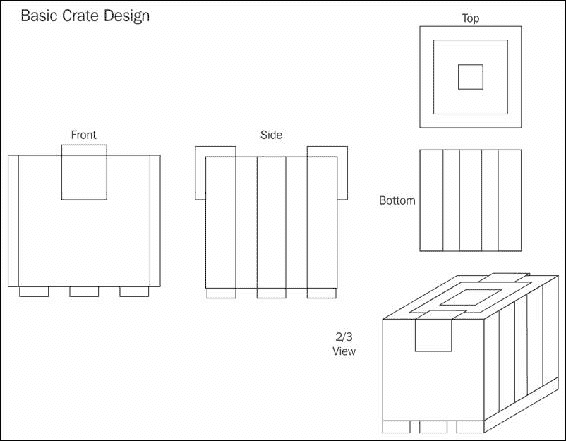 Basic Crate Design
Top
Front
Side
Bottom
2/3
View